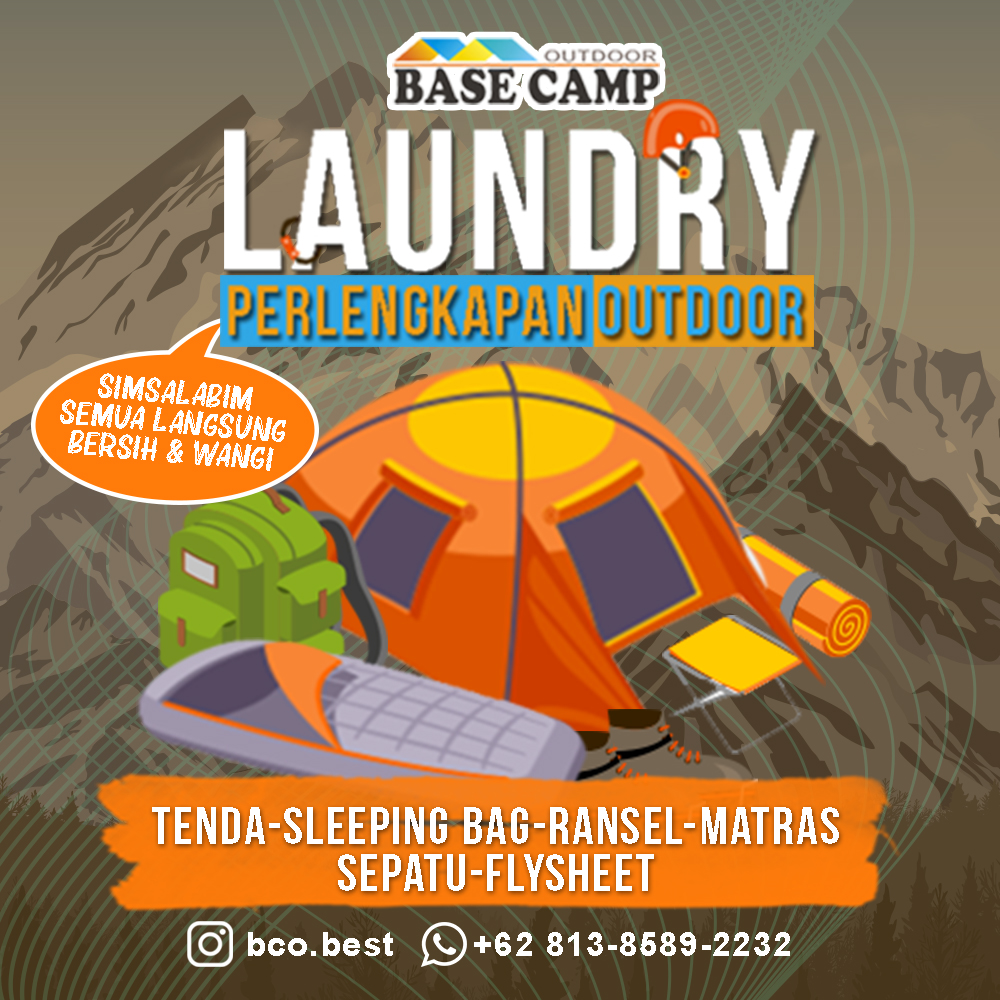 OUTDOOR
BASE CAMP
LAUNDRY
PERLENGKAPAN OUTDOOR
SIMSALABIM
SEMUA LANGSUNG
BERSIH & WANGI
TENDA-SLEEPING BAG-RANSEL-MATRAS
SEPATU-FLYSHEET
bco.best +62 813-8589-2232